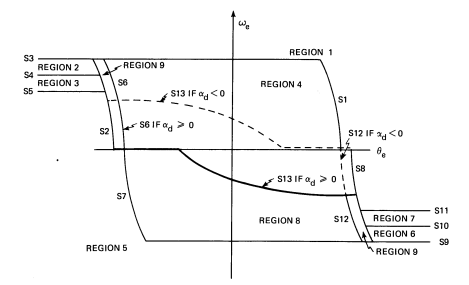 ωe
S3
REGION 1
REGION 2
REGION 9
S4
S6
REGION 4
REGION 3
S13 IF αd < 0
S5
S1
S2
S6 IF αd ⩾ 0
S12 IF αd < 0
θe
S8
S7
S13 IF αd ⩾ 0
S12
S11
REGION 7
REGION 8
S10
REGION 6
REGION 5
S9
REGION 9